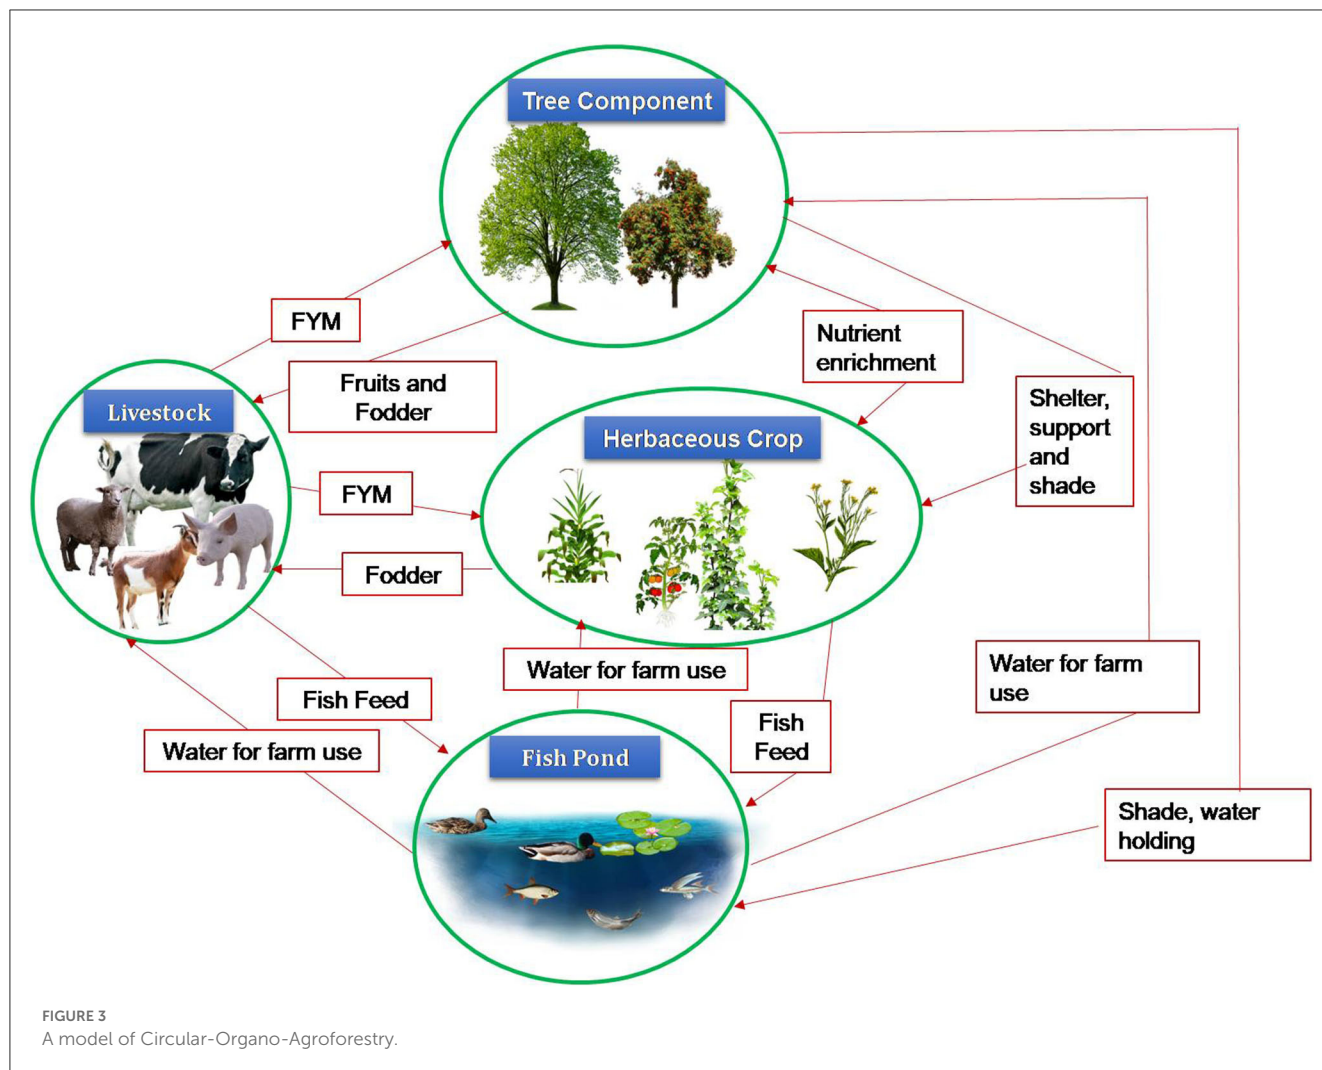 Tree Component
FYM
Fruits and
Fodder
Nutrient
enrichment
Livestock
Herbaceous Crop
Shelter,
support
and
shade
FYM
Fodder
Water for farm use
Water for farm
use
Fish Feed
Fish
Feed
Water for farm use
Fish Pond
Shade, water
holding
FIGURE 3
A model of Circular-Organo-Agroforestry.